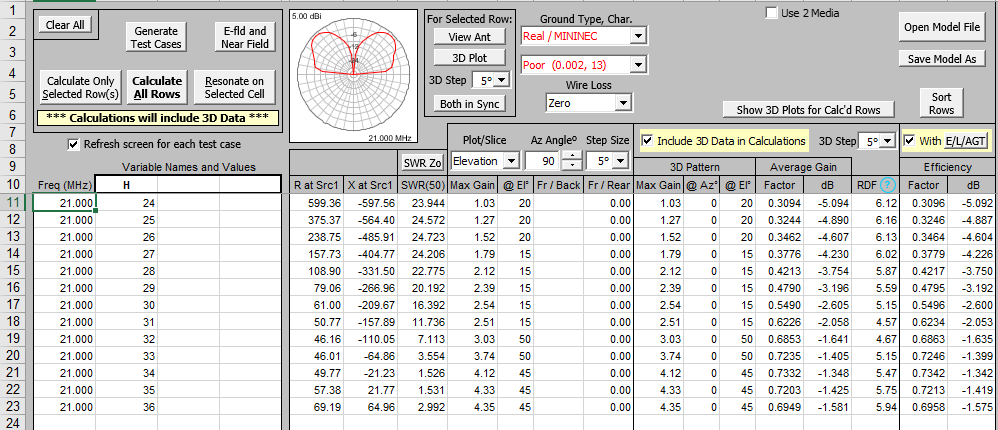 Clear All
Generate
Test Cases
E-fld and
Near Field
Calculate Only
Selected Row(s)
Calculate
All Rows
Resonate on
Selected Cell
*** Calculations will include 3D Data ***
Refresh screen for each test case
5.00 dBi
21.000 MHz
For Selected Row:
View Ant
3D Plot
3D Step 5°
Both in Sync
Ground Type, Char.
Real / MININEC
Poor (0.002, 13)
Wire Loss
Zero
Use 2 Media
Open Model File
Save Model As
Show 3D Plots for Calc'd Rows
Sort
Rows
Plot/Slice Az Angle° Step Size
SWR Zo Elevation 90 5°
Include 3D Data in Calculations 3D Step 5° With E/L/AGT
Variable Names and Values 3D Pattern Average Gain Efficiency
1
2
3
4
5
6
7
8
9
10 Freq (MHz) H R at Src1 X at Src1 SWR(50) Max Gain @ El° Fr / Back Fr / Rear Max Gain @ Az° @ El° Factor dB RDF ? Factor dB
11 21.000 24 599.36 -597.56 23.944 1.03 20 0.00 1.03 0 20 0.3094 -5.094 6.12 0.3096 -5.092
12 21.000 25 375.37 -564.40 24.572 1.27 20 0.00 1.27 0 20 0.3244 -4.890 6.16 0.3246 -4.887
13 21.000 26 238.75 -485.91 24.723 1.52 20 0.00 1.52 0 20 0.3462 -4.607 6.13 0.3464 -4.604
14 21.000 27 157.73 -404.77 24.206 1.79 15 0.00 1.79 0 15 0.3776 -4.230 6.02 0.3779 -4.226
15 21.000 28 108.90 -331.50 22.775 2.12 15 0.00 2.12 0 15 0.4213 -3.754 5.87 0.4217 -3.750
16 21.000 29 79.06 -266.96 20.192 2.39 15 0.00 2.39 0 15 0.4790 -3.196 5.59 0.4795 -3.192
17 21.000 30 61.00 -209.67 16.392 2.54 15 0.00 2.54 0 15 0.5490 -2.605 5.15 0.5496 -2.600
18 21.000 31 50.77 -157.89 11.736 2.51 15 0.00 2.51 0 15 0.6226 -2.058 4.57 0.6234 -2.053
19 21.000 32 46.16 -110.05 7.113 3.03 50 0.00 3.03 0 50 0.6853 -1.641 4.67 0.6863 -1.635
20 21.000 33 46.01 -64.86 3.554 3.74 50 0.00 3.74 0 50 0.7235 -1.405 5.15 0.7246 -1.399
21 21.000 34 49.77 -21.23 1.526 4.12 45 0.00 4.12 0 45 0.7332 -1.348 5.47 0.7342 -1.342
22 21.000 35 57.38 21.77 1.531 4.33 45 0.00 4.33 0 45 0.7203 -1.425 5.75 0.7213 -1.419
23 21.000 36 69.19 64.96 2.992 4.35 45 0.00 4.35 0 45 0.6949 -1.581 5.94 0.6958 -1.575
24